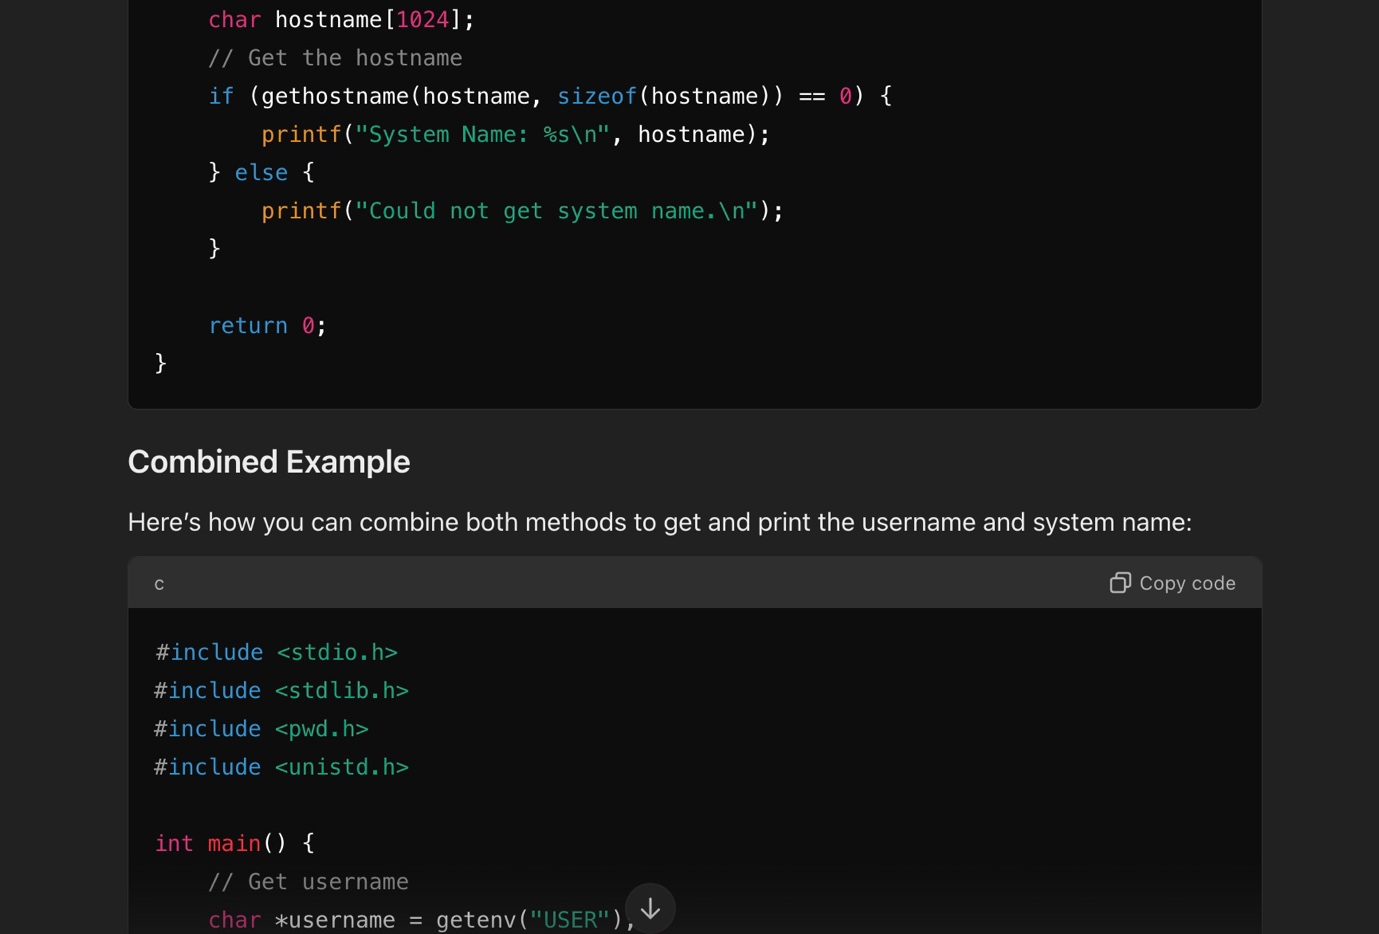 char hostname[1024];
// Get the hostname
if (gethostname(hostname, sizeof(hostname)) == 0) {
printf("System Name: %s\n", hostname);
} else {
printf("Could not get system name.\n");
}
return 0;
}
Combined Example
Here’s how you can combine both methods to get and print the username and system name:
c
Copy code
#include <stdio.h>
#include <stdlib.h>
#include <pwd.h>
#include <unistd.h>
int main() {
// Get username
char *username = getenv("USER");